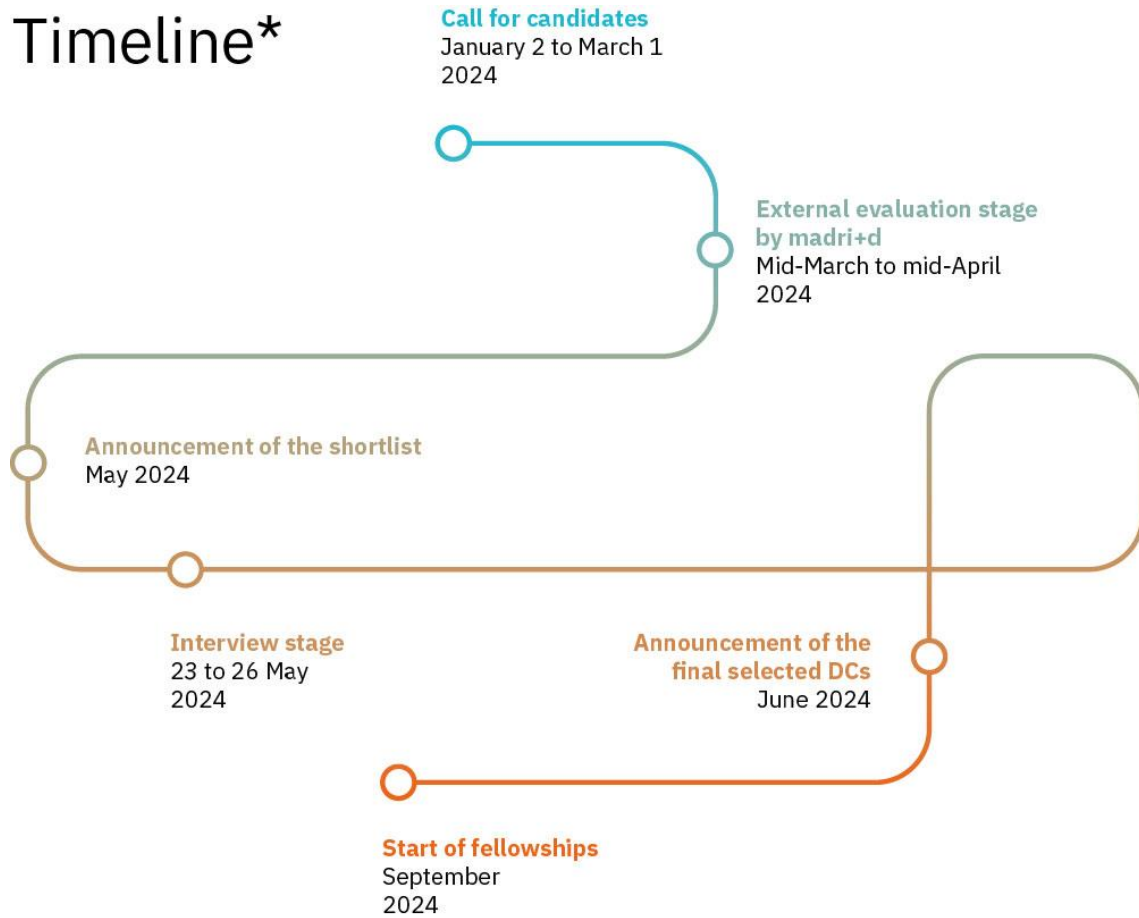 Timeline*
Call for candidates
January 2 to March 1
2024
External evaluation stage
by madri+d
Mid-March to mid-April
2024
Announcement of the shortlist
May 2024
Interview stage
23 to 26 May
2024
Announcement of the
final selected DCs
June 2024
Start of fellowships
September
2024